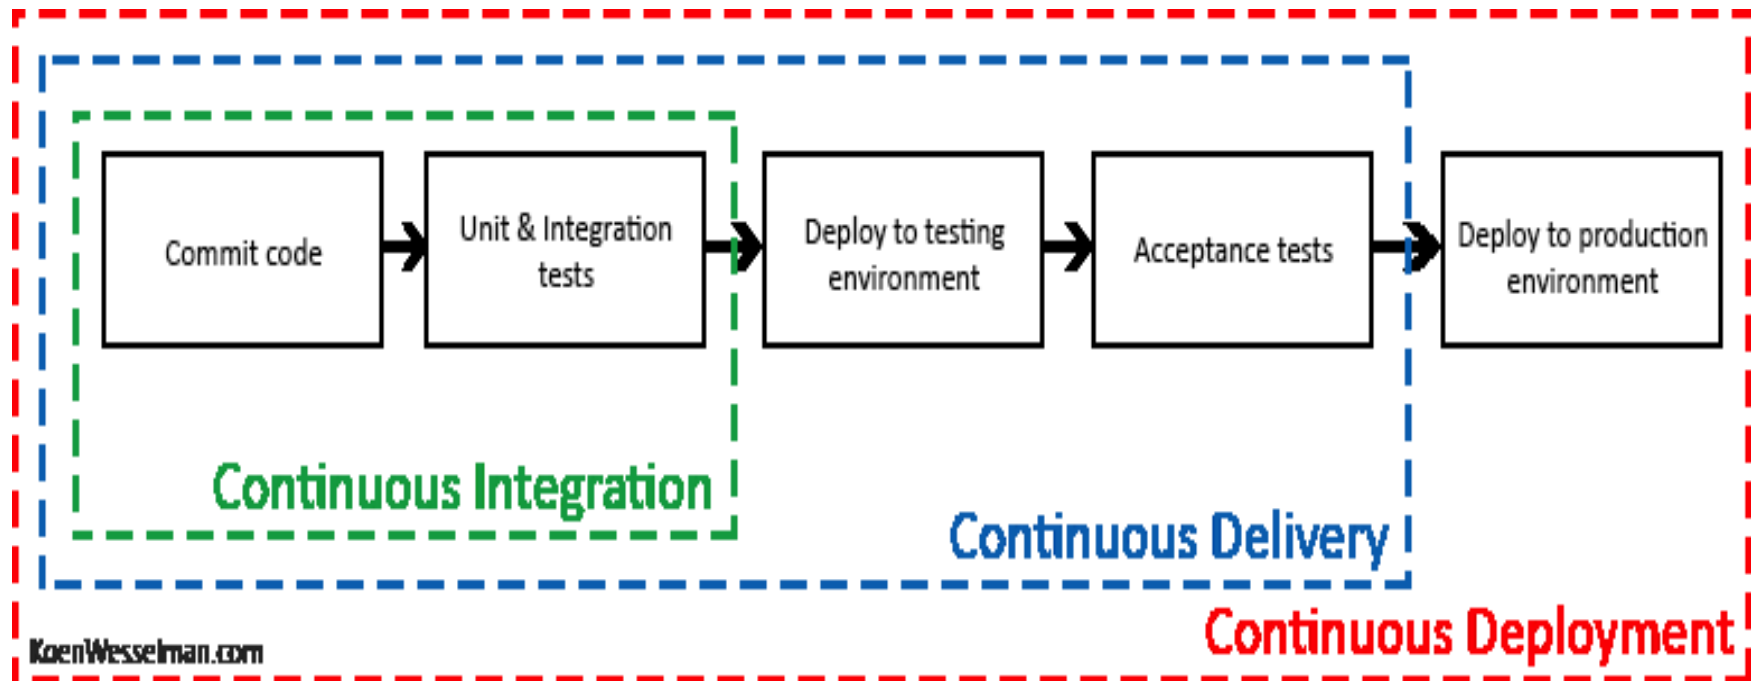 Commit code
Unit & Integration
tests
Deploy to testing
environment
Acceptance tests
Deploy to production
environment
Continuous Integration
Continuous Delivery
Continuous Deployment
KoenWesselman.com